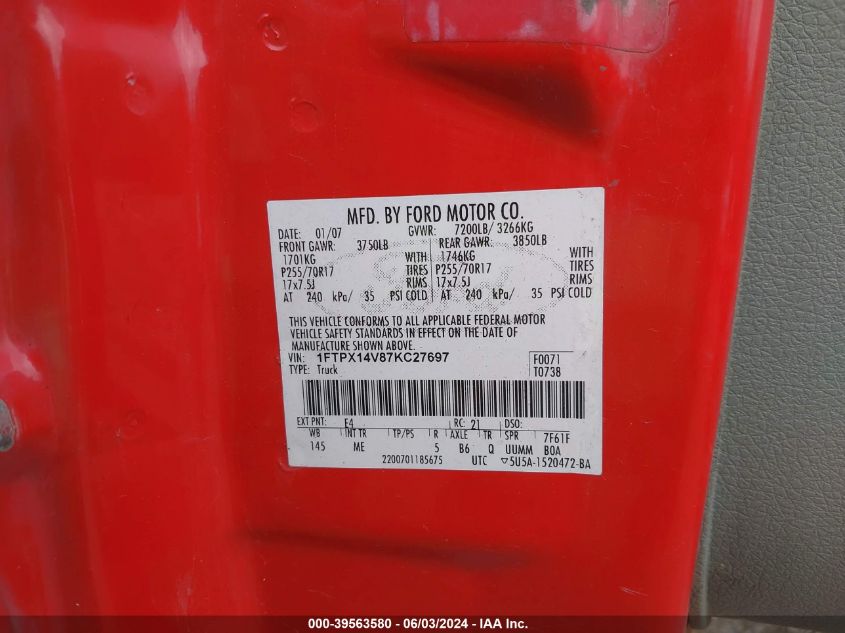 MFD. BY FORD MOTOR CO.
DATE: 01/07 GVWR: 7200LB/ 3266KG
FRONT GAWR: 3750LB REAR GAWR: 3850LB
1701KG WITH 1746KG WITH
P255/70R17 TIRES P255/70R17 TIRES
17x7.5J RIMS 17x7.5J RIMS
AT 240 kPa/ 35 PSI COLD AT 240 kPa/ 35 PSI COLD
THIS VEHICLE CONFORMS TO ALL APPLICABLE FEDERAL MOTOR
VEHICLE SAFETY STANDARDS IN EFFECT ON THE DATE OF
MANUFACTURE SHOWN ABOVE.
VIN: 1FTPX14V87KC27697 F0071
TYPE: Truck T0738
EXT PNT: E4 RC: 21 DSO:
WB INT TR TP/PS R AXLE TR SPR 7F61F
145 ME 5 B6 Q UUMM BOA
2200701185675 UTC ▽5U5A-1520472-BA
000-39563580 - 06/03/2024 - IAA Inc.